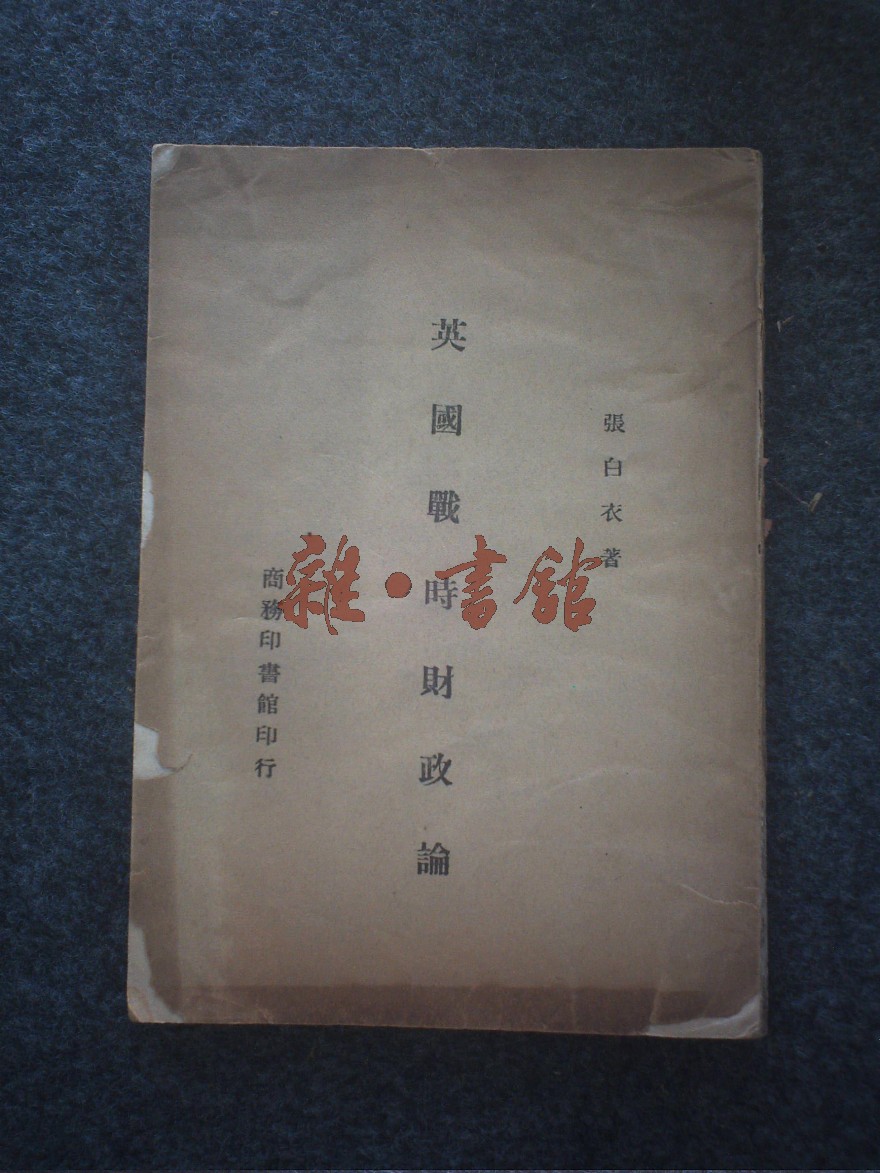 張白衣著
英國戰時財政論
商務印書館印行
雜·書館